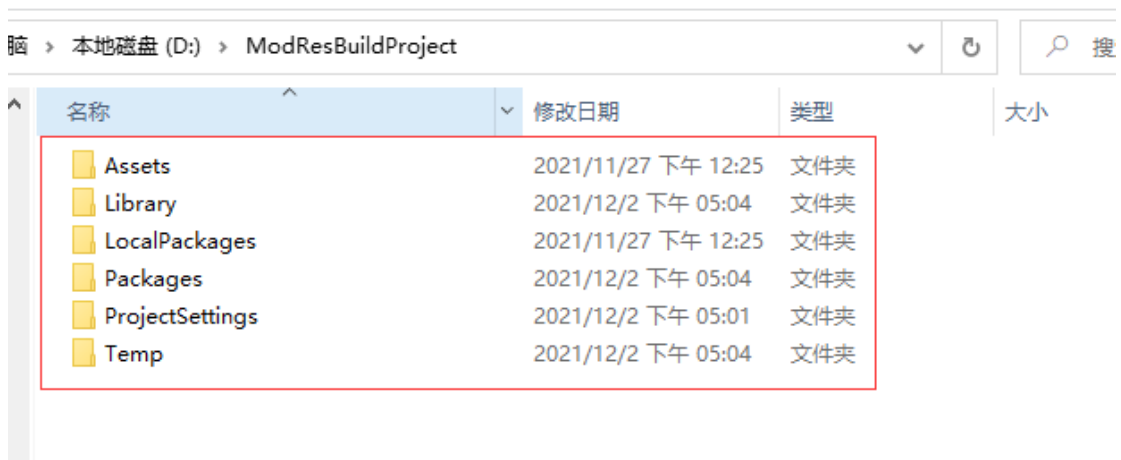 脑 › 本地磁盘 (D:) › ModResBuildProject 搜
名称 修改日期 类型 大小
Assets 2021/11/27 下午 12:25 文件夹
Library 2021/12/2 下午 05:04 文件夹
LocalPackages 2021/11/27 下午 12:25 文件夹
Packages 2021/12/2 下午 05:04 文件夹
ProjectSettings 2021/12/2 下午 05:01 文件夹
Temp 2021/12/2 下午 05:04 文件夹